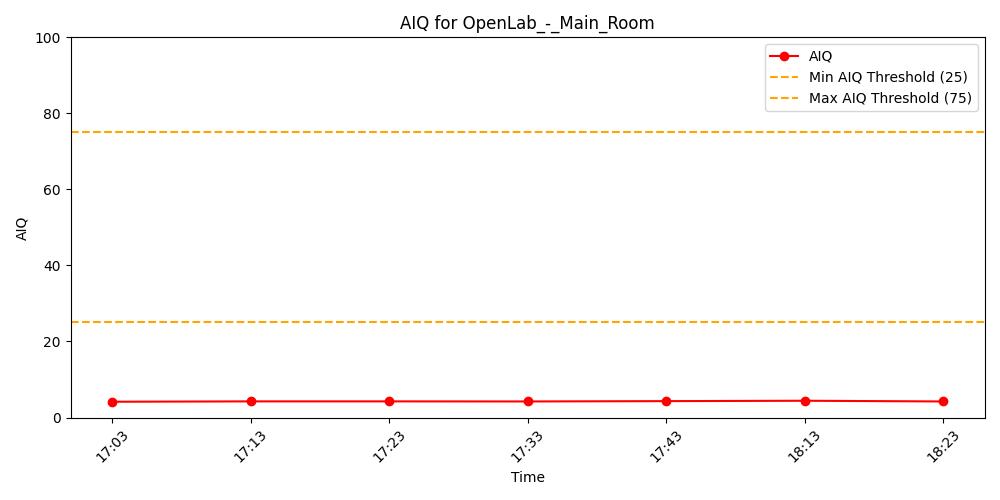 AIQ for OpenLab_-_Main_Room
100
80
60
40
20
0
AIQ
AIQ
Min AIQ Threshold (25)
Max AIQ Threshold (75)
17:03
17:13
17:23
17:33
17:43
18:13
18:23
Time